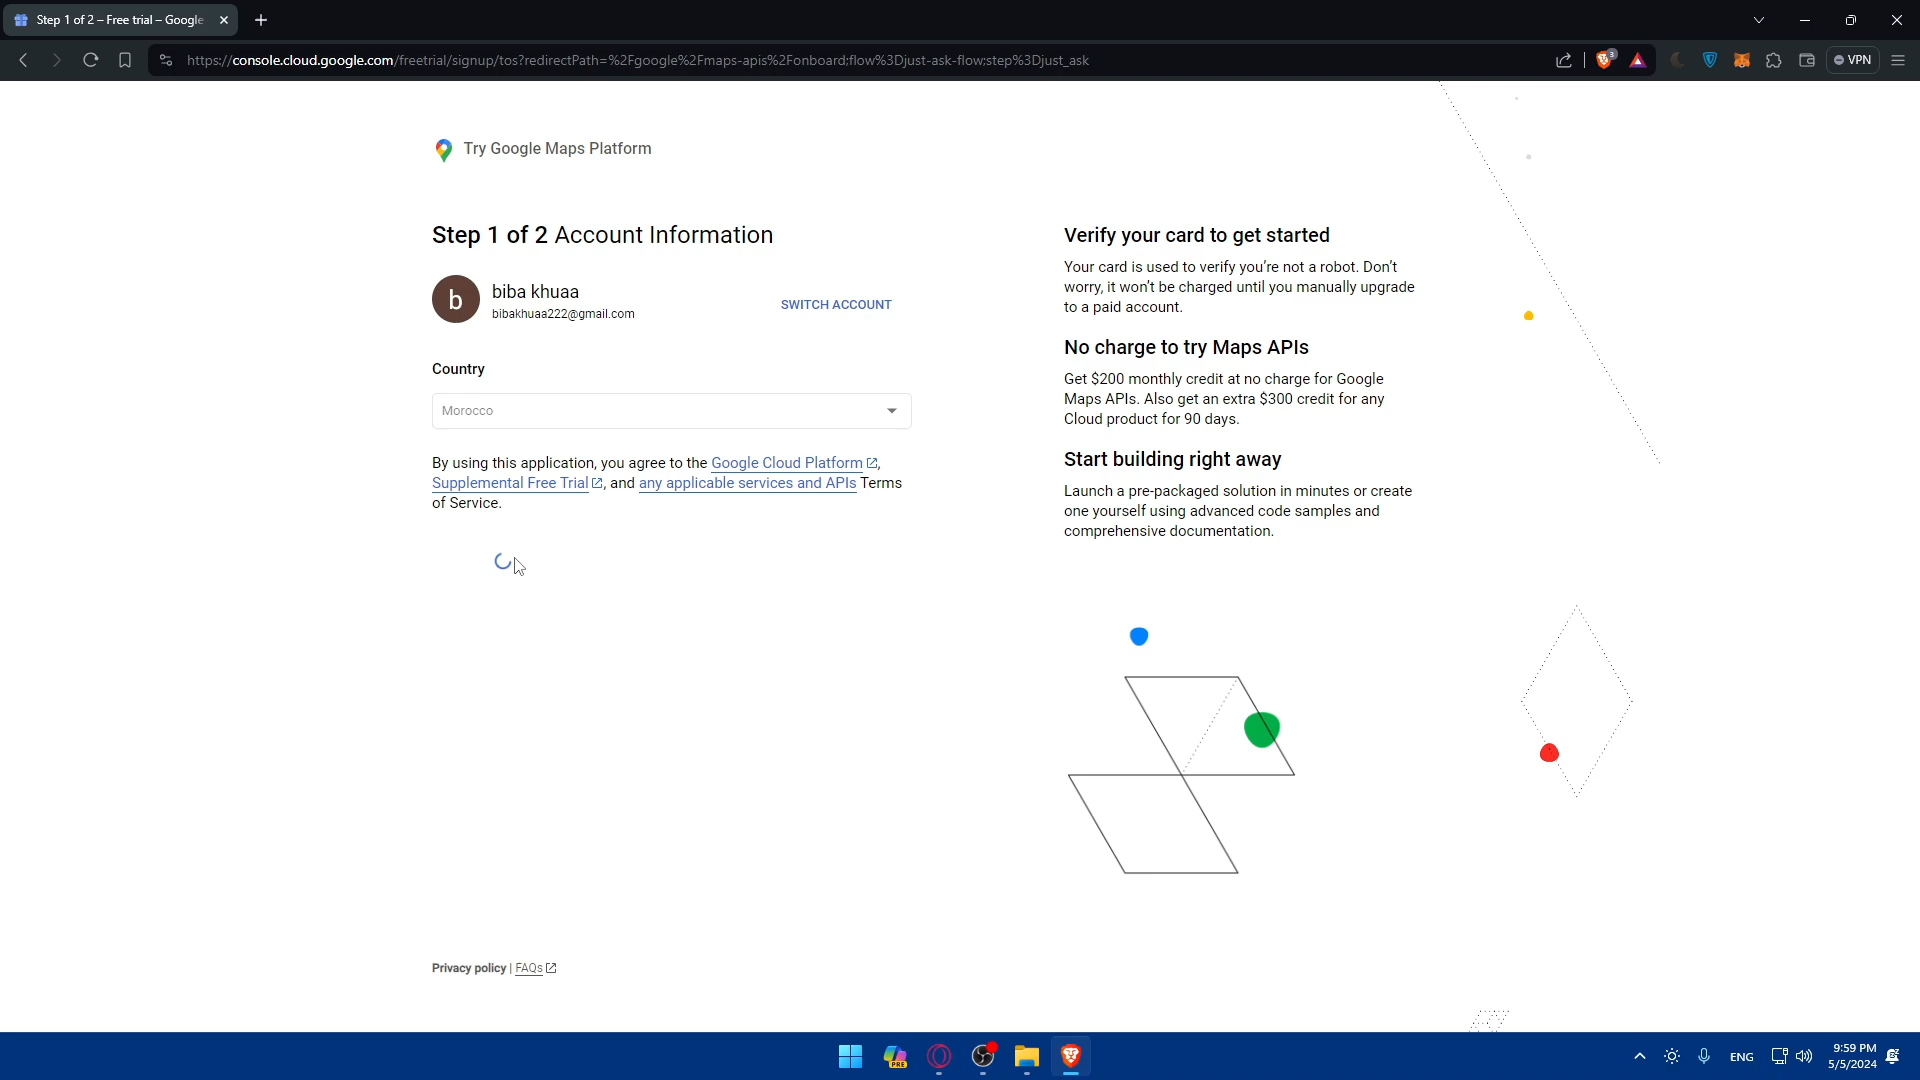 Step 1 of 2 – Free trial – Google
https://console.cloud.google.com/freetrial/signup/tos?redirectPath=%2Fgoogle%2Fmaps-apis%2Fonboard;flow%3Djust-ask-flow;step%3Djust_ask
3
VPN
Try Google Maps Platform
Step 1 of 2 Account Information
b
biba khuaa
bibakhuaa222@gmail.com
SWITCH ACCOUNT
Country
Morocco
By using this application, you agree to the Google Cloud Platform,
Supplemental Free Trial, and any applicable services and APIs Terms
of Service.
Verify your card to get started
Your card is used to verify you're not a robot. Don't
worry, it won't be charged until you manually upgrade
to a paid account.
No charge to try Maps APIs
Get $200 monthly credit at no charge for Google
Maps APIs. Also get an extra $300 credit for any
Cloud product for 90 days.
Start building right away
Launch a pre-packaged solution in minutes or create
one yourself using advanced code samples and
comprehensive documentation.
Privacy policy | FAQs
PRE
ENG
9:59 PM
5/5/2024